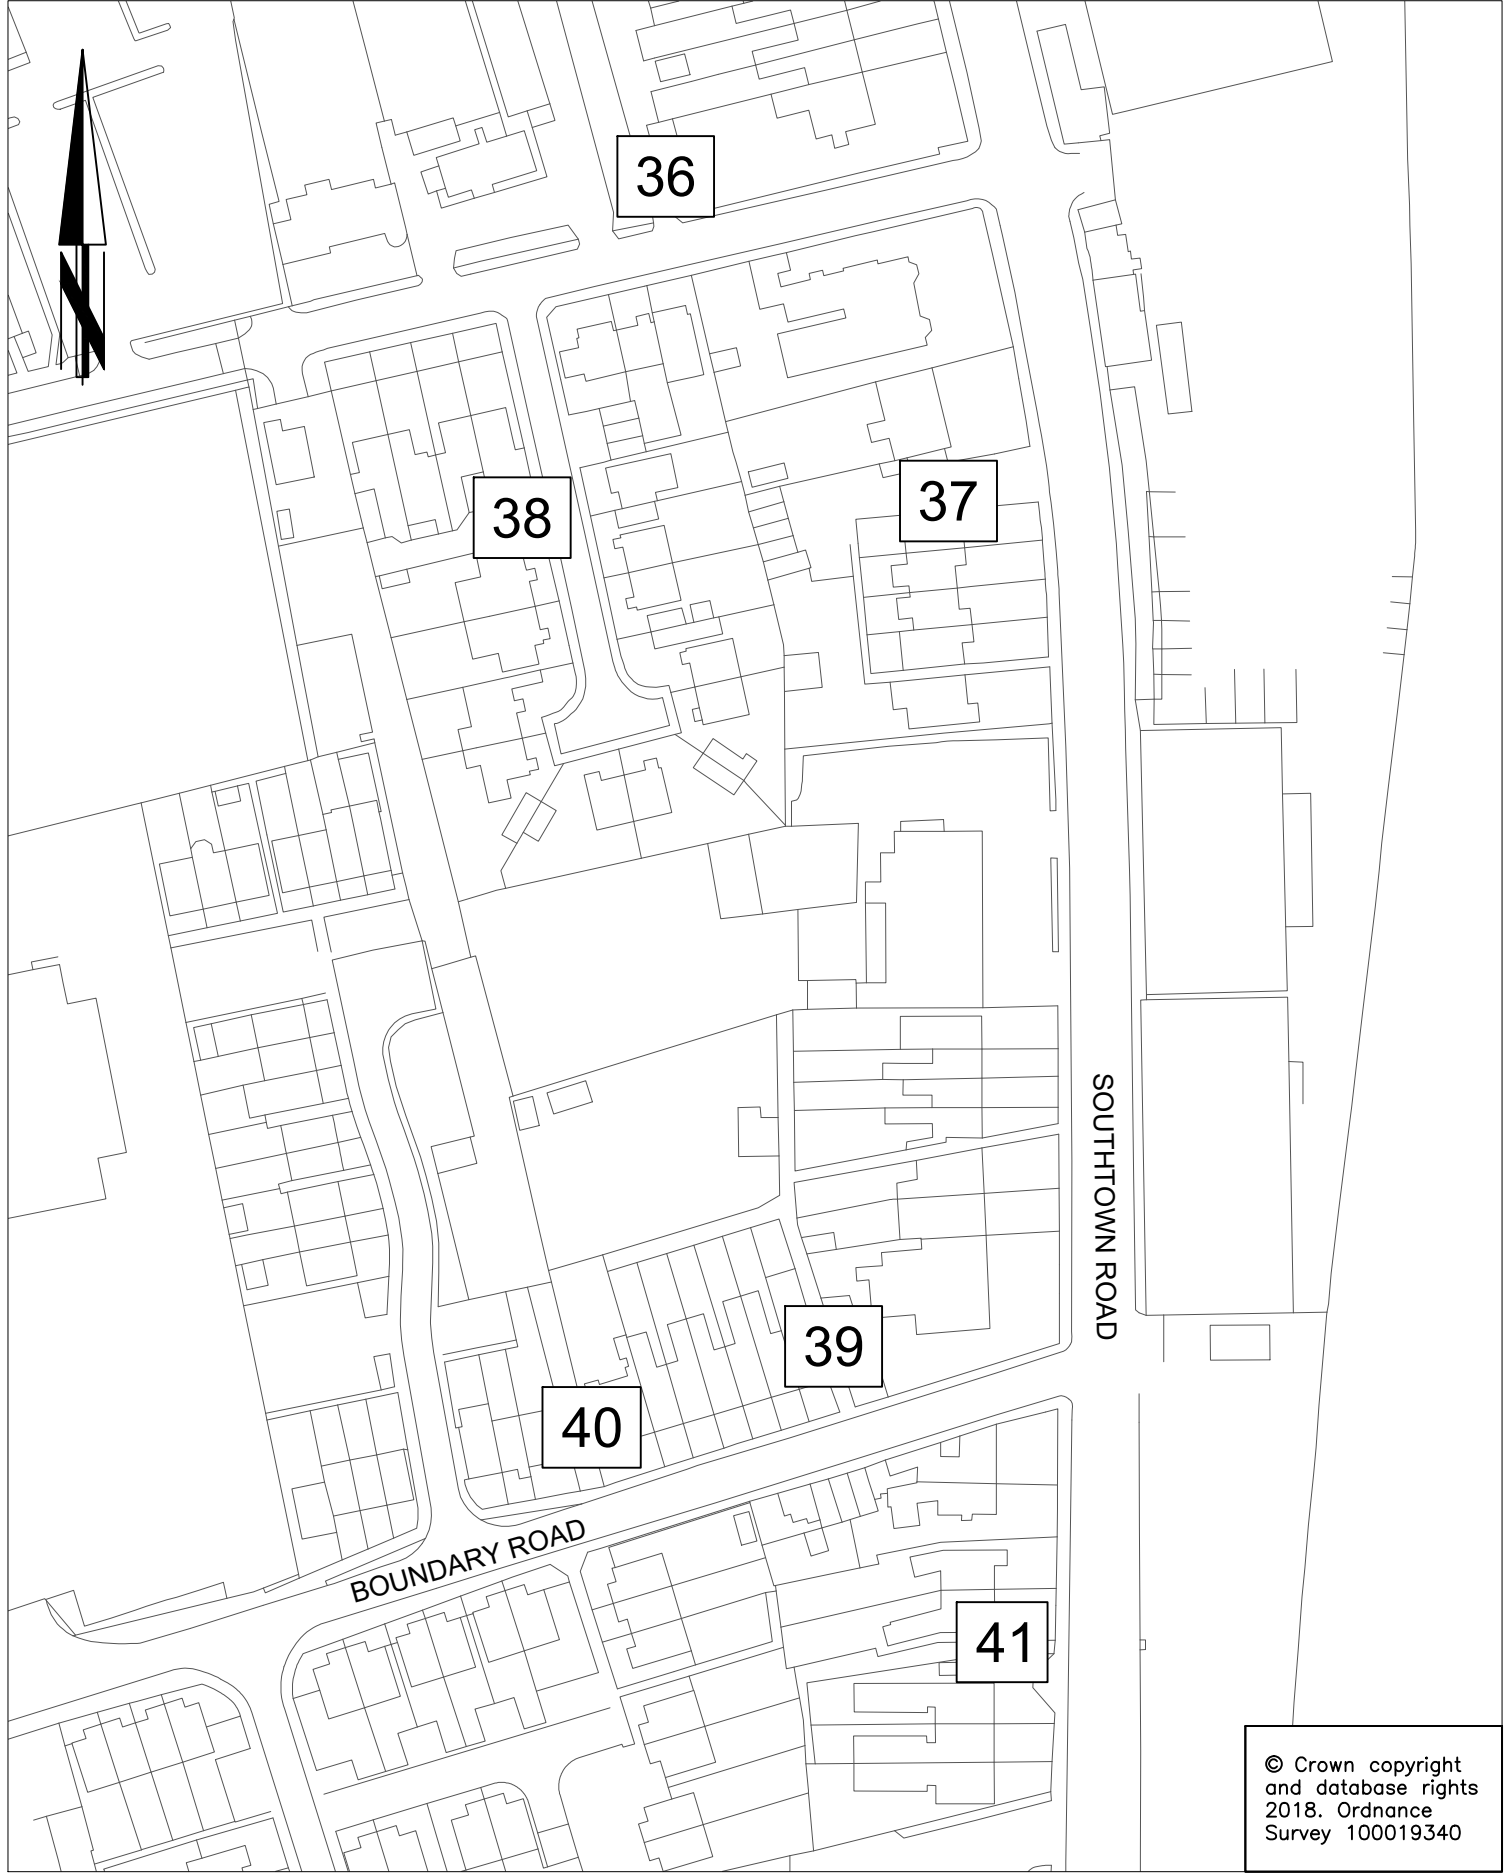 36
37
38
SOUTHTOWN ROAD
39
40
BOUNDARY ROAD
41
N
© Crown copyright
and database rights
2018. Ordnance
Survey 100019340